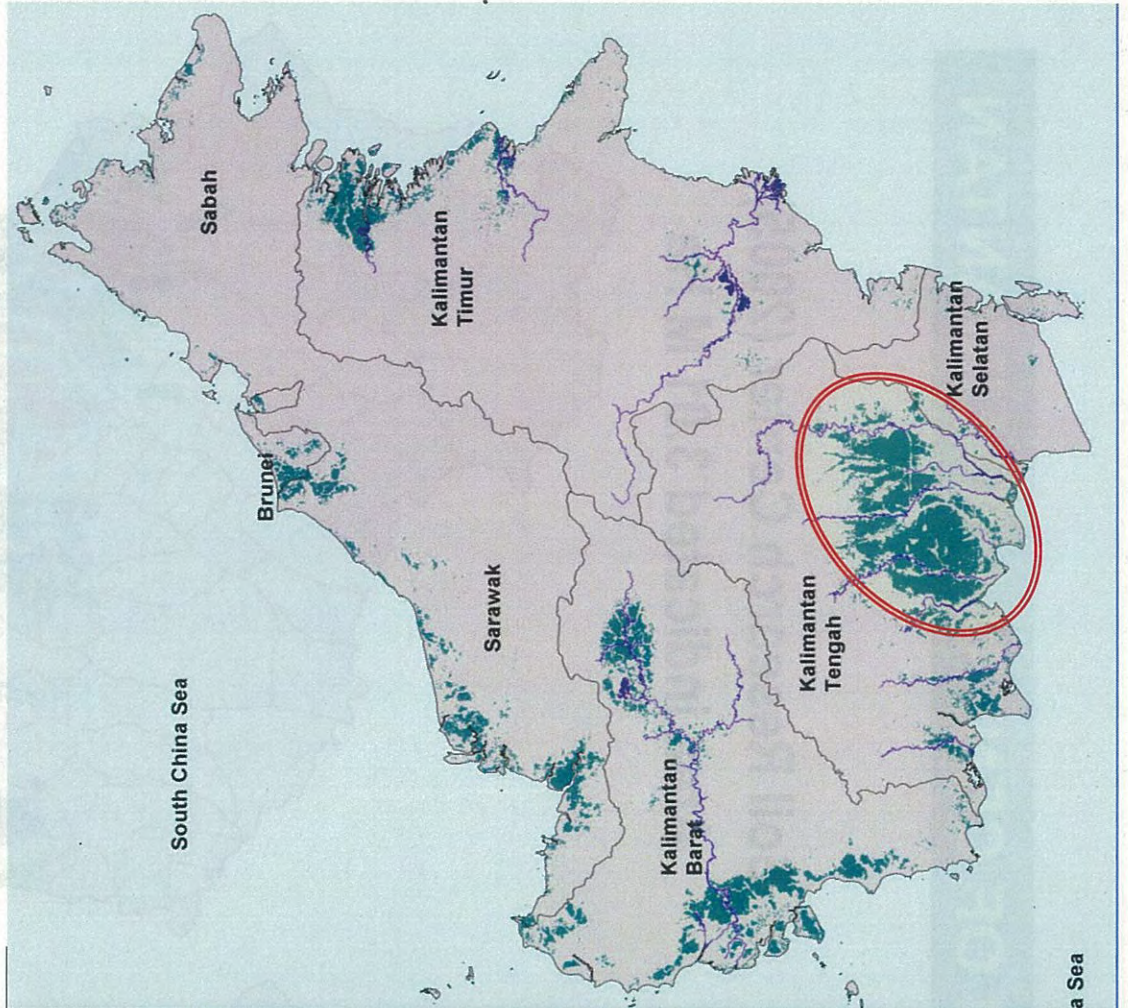 South China Sea
Sabah
Brunei
Sarawak
Kalimantan
Timur
Kalimantan
Barat
Kalimantan
Tengah
Kalimantan
Selatan
a Sea